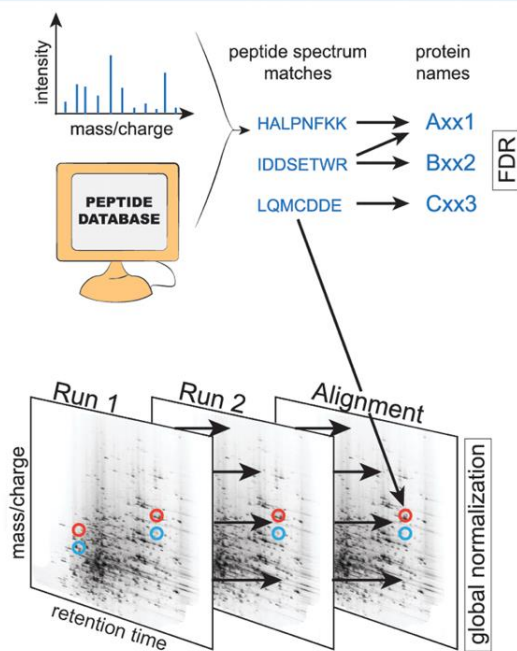 intensity
mass/charge
PEPTIDE
DATABASE
peptide spectrum
matches
HALPNFKK
IDDSETWR
LQMCDDE
protein
names
Axx1
Bxx2
Cxx3
FDR
Run 1
Run 2
Alignment
mass/charge
retention time
global normalization